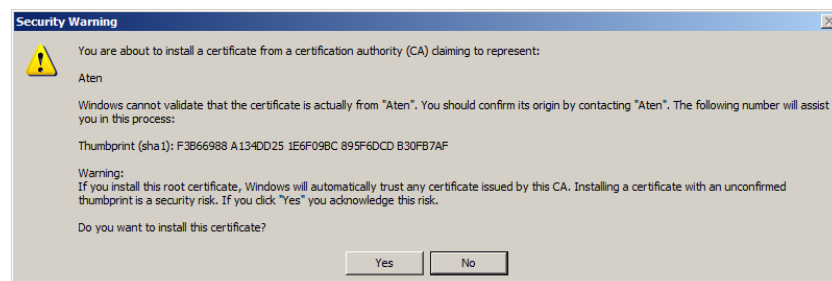 Security Warning
You are about to install a certificate from a certification authority (CA) claiming to represent:
Aten
Windows cannot validate that the certificate is actually from "Aten". You should confirm its origin by contacting "Aten". The following number will assist
you in this process:
Thumbprint (sha1): F3B66988 A134DD25 1E6F09BC 895F6DCD B30FB7AF
Warning:
If you install this root certificate, Windows will automatically trust any certificate issued by this CA. Installing a certificate with an unconfirmed
thumbprint is a security risk. If you click "Yes" you acknowledge this risk.
Do you want to install this certificate?
Yes No